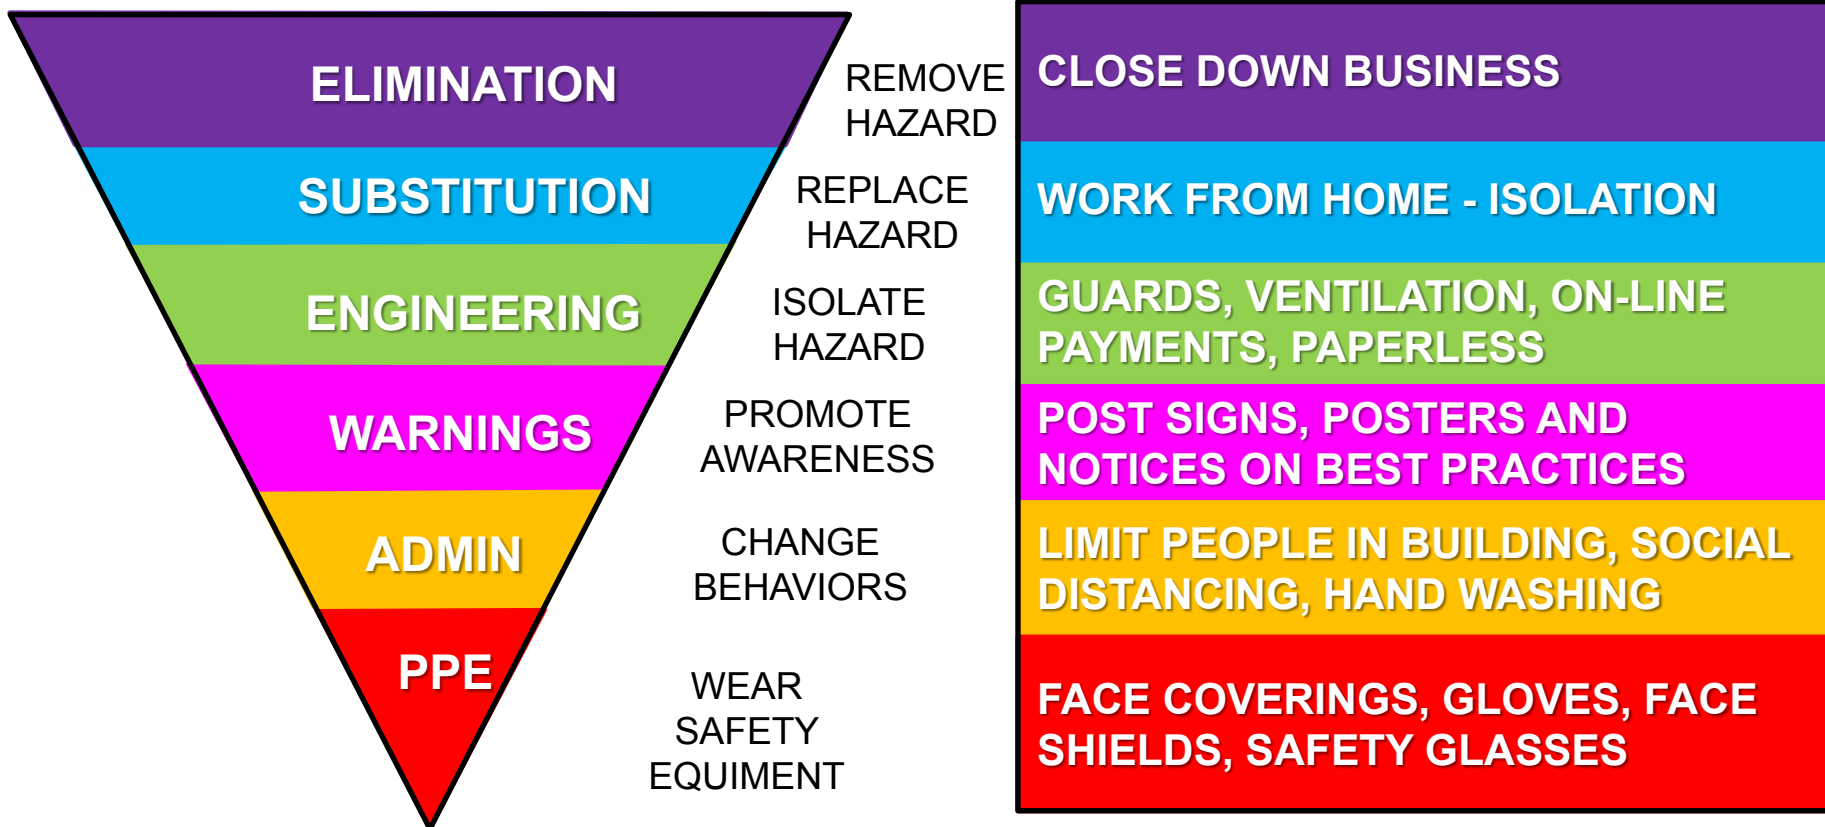 ELIMINATION
REMOVE
HAZARD
CLOSE DOWN BUSINESS
SUBSTITUTION
REPLACE
HAZARD
WORK FROM HOME - ISOLATION
ENGINEERING
ISOLATE
HAZARD
GUARDS, VENTILATION, ON-LINE
PAYMENTS, PAPERLESS
WARNINGS
PROMOTE
AWARENESS
POST SIGNS, POSTERS AND
NOTICES ON BEST PRACTICES
ADMIN
CHANGE
BEHAVIORS
LIMIT PEOPLE IN BUILDING, SOCIAL
DISTANCING, HAND WASHING
PPE
WEAR
SAFETY
EQUIMENT
FACE COVERINGS, GLOVES, FACE
SHIELDS, SAFETY GLASSES